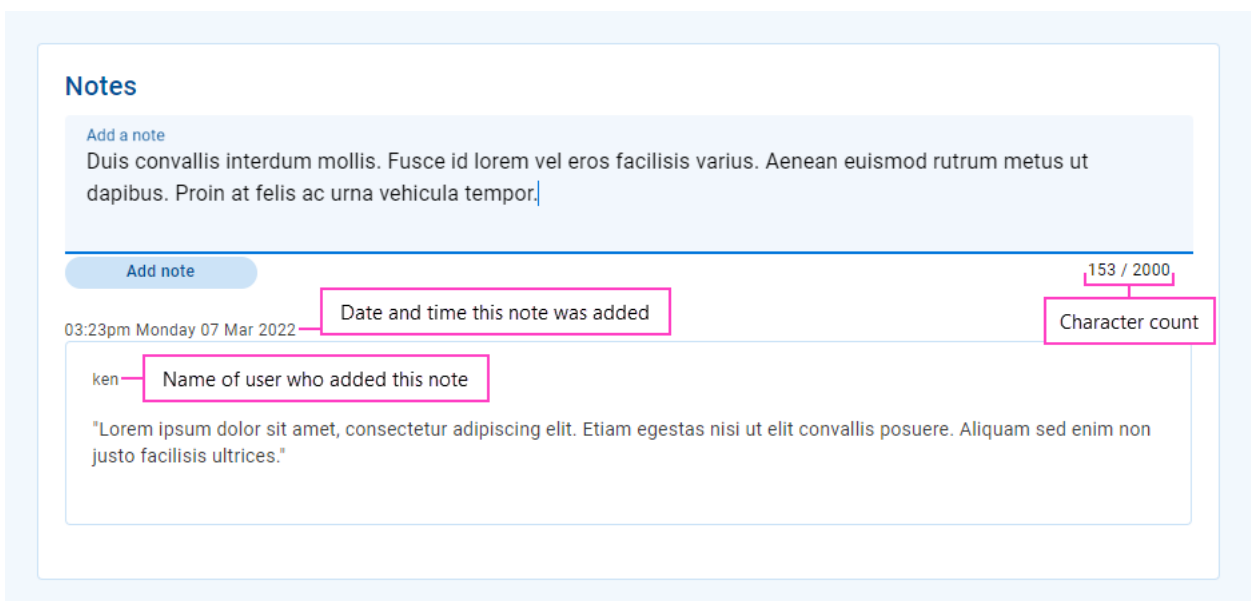 Notes
Add a note
Duis convallis interdum mollis. Fusce id lorem vel eros facilisis varius. Aenean euismod rutrum metus ut
dapibus. Proin at felis ac urna vehicula tempor.
Add note
153 / 2000
Date and time this note was added
Character count
03:23pm Monday 07 Mar 2022
ken
Name of user who added this note
"Lorem ipsum dolor sit amet, consectetur adipiscing elit. Etiam egestas nisi ut elit convallis posuere. Aliquam sed enim non
justo facilisis ultrices."